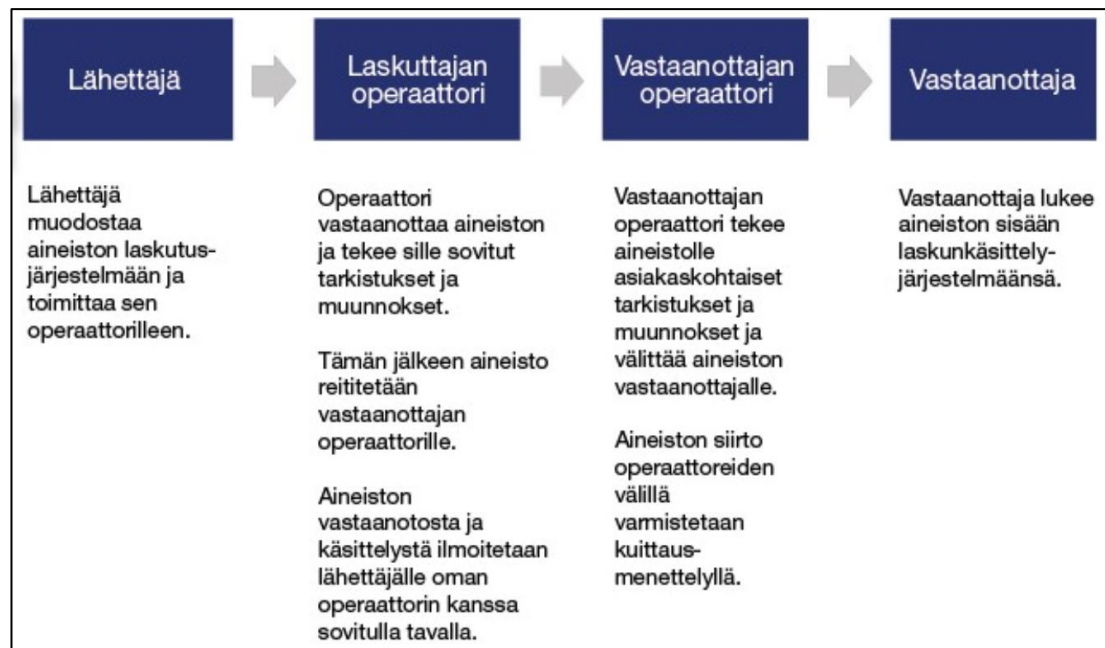 Lähettäjä
Laskuttajan
operaattori
Vastaanottajan
operaattori
Vastaanottaja
Lähettäjä
muodostaa
aineiston laskutus-
järjestelmään ja
toimittaa sen
operaattorilleen.
Operaattori
vastaanottaa aineiston
ja tekee sille sovitut
tarkistukset ja
muunnokset.
Tämän jälkeen aineisto
reititetään
vastaanottajan
operaattorille.
Aineiston
vastaanotosta ja
käsittelystä ilmoitetaan
lähettäjälle oman
operaattorin kanssa
sovitulla tavalla.
Vastaanottajan
operaattori tekee
aineistolle
asiakaskohtaiset
tarkistukset ja
muunnokset ja
välittää aineiston
vastaanottajalle.
Aineiston siirto
operaattoreiden
välillä
varmistetaan
kuittaus-
menettelyllä.
Vastaanottaja lukee
aineiston sisään
laskunkäsittely-
järjestelmäänsä.